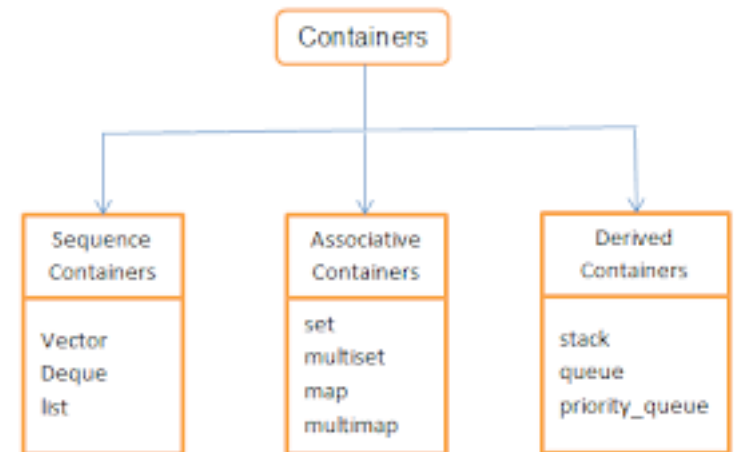 Containers
Sequence
Containers
Vector
Deque
list
Associative
Containers
set
multiset
map
multimap
Derived
Containers
stack
queue
priority_queue